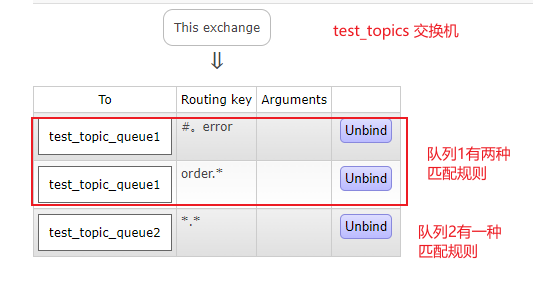 This exchange
test_topics 交换机
⇓
To Routing key Arguments
test_topic_queue1 #。error Unbind
test_topic_queue1 order.* Unbind
队列1有两种
匹配规则
test_topic_queue2 *.* Unbind
队列2有一种
匹配规则